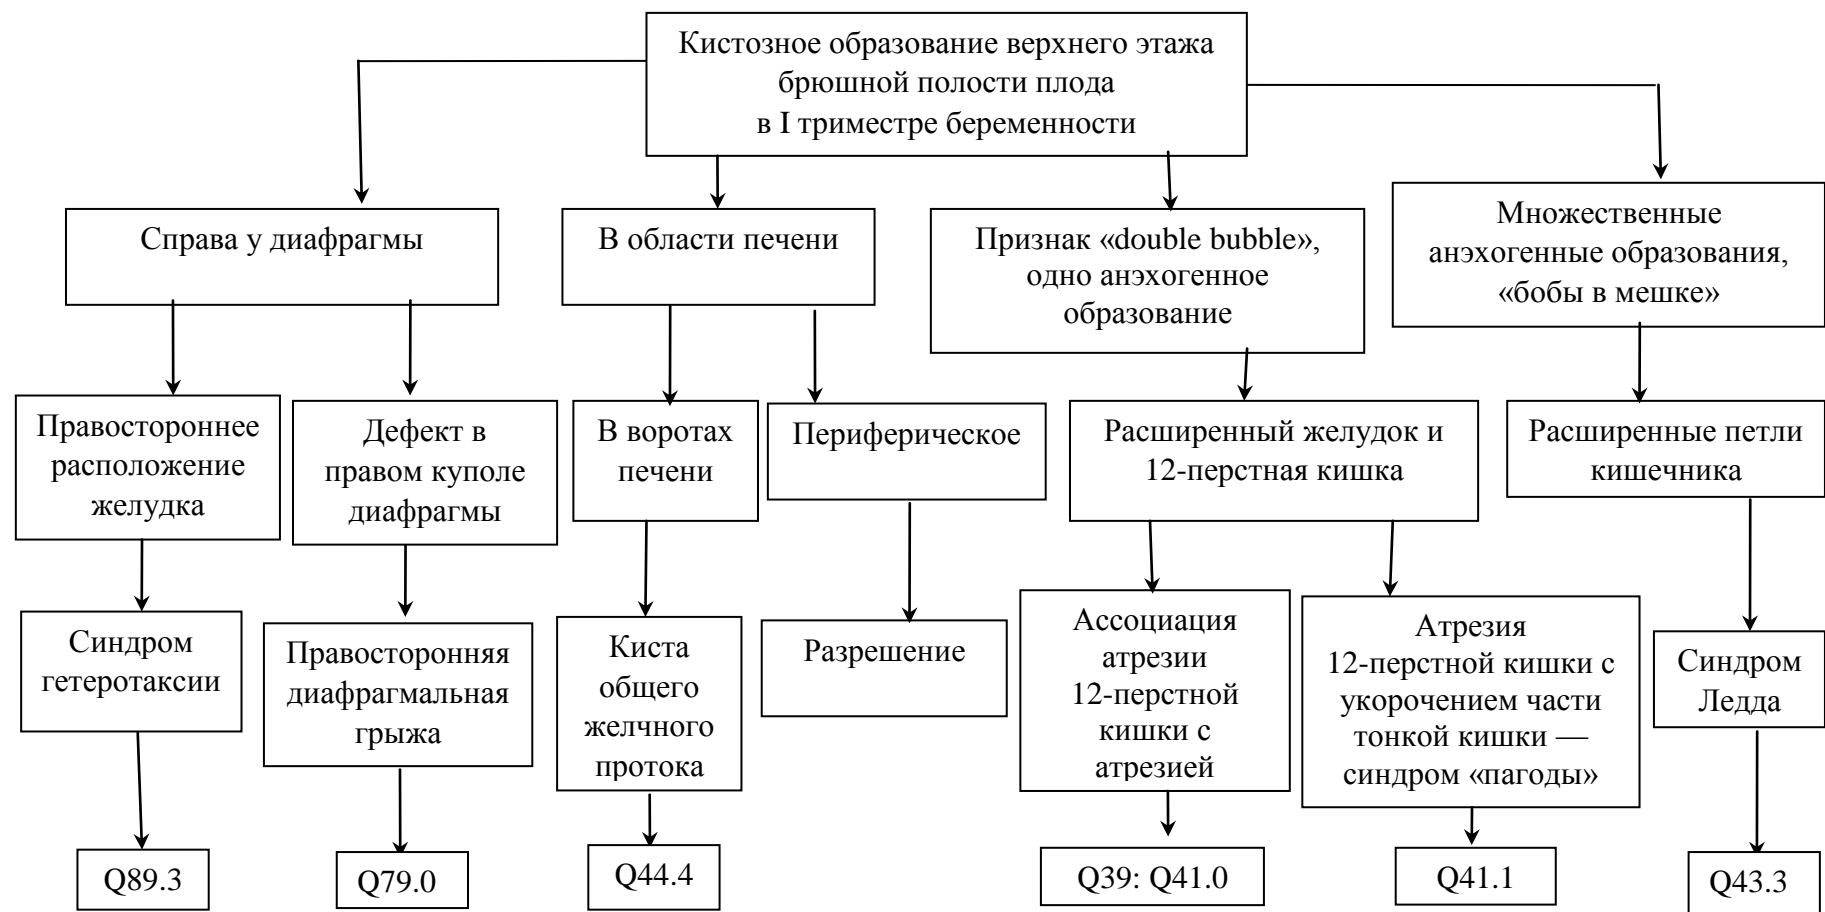 Кистозное образование верхнего этажа
брюшной полости плода
в I триместре беременности
Справа у диафрагмы
В области печени
Признак «double bubble»,
одно анэхогенное
образование
Множественные
анэхогенные образования,
«бобы в мешке»
Правостороннее
расположение
желудка
Дефект в
правом куполе
диафрагмы
В воротах
печени
Периферическое
Расширенный желудок и
12-перстная кишка
Расширенные петли
кишечника
Синдром
гетеротаксии
Правосторонняя
диафрагмальная
грыжа
Киста
общего
желчного
протока
Разрешение
Ассоциация
атрезии
12-перстной
кишки с
атрезией
Атрезия
12-перстной кишки с
укорочением части
тонкой кишки —
синдром «пагоды»
Синдром
Ледда
Q89.3
Q79.0
Q44.4
Q39: Q41.0
Q41.1
Q43.3